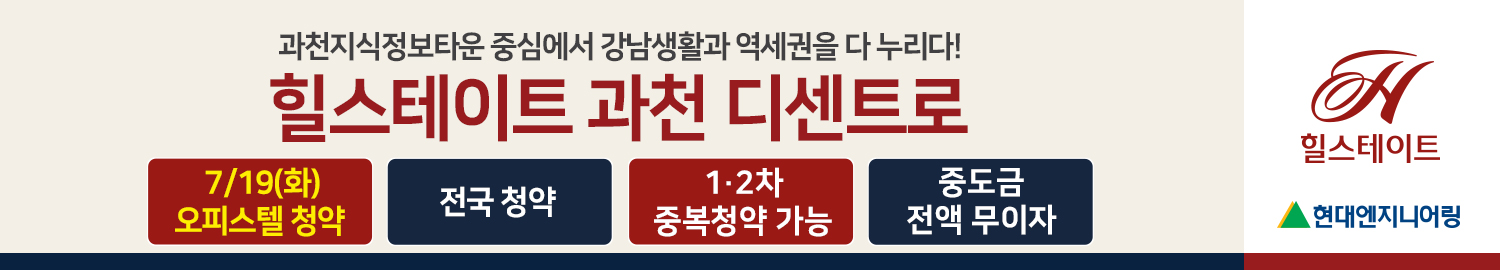 과천지식정보타운 중심에서 강남생활과 역세권을 다 누리다!
힐스테이트 과천 디센트로
7/19(화)
오피스텔 청약
전국 청약
1·2차
중복청약 가능
중도금
전액 무이자
H
힐스테이트
현대엔지니어링